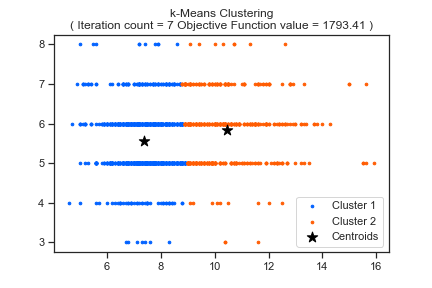 k-Means Clustering
( Iteration count = 7 Objective Function value = 1793.41 )
8
7
6
5
4
3
6 8 10 12 14 16
Cluster 1
Cluster 2
Centroids